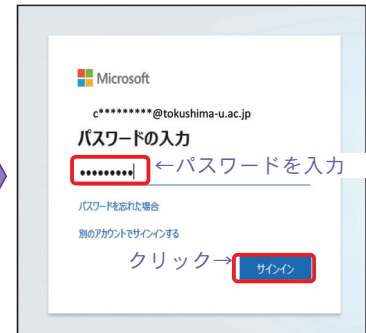 Microsoft
c*********@tokushima-u.ac.jp
パスワードの入力
•••••••••
←パスワードを入力
パスワードを忘れた場合
別のアカウントでサインインする
クリック→
サインイン